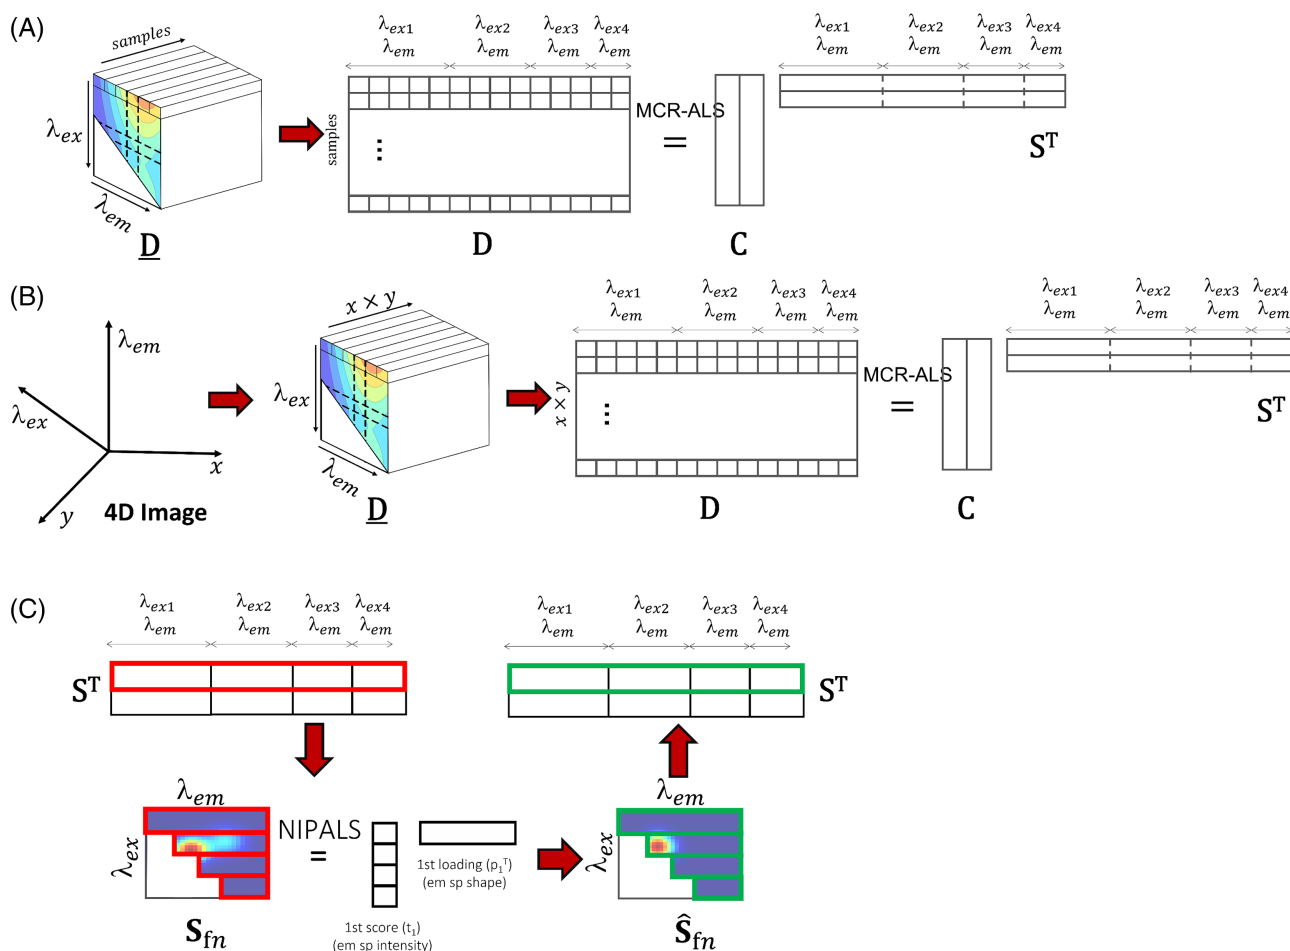 (A)
samples
λex
λem
D
λex1 λex2 λex3 λex4
λem λem λem λem
samples
⋮
D
MCR-ALS
=
C
λex1 λex2 λex3 λex4
λem λem λem λem
Sᵀ
(B)
λem
λex
x
y
4D Image
x × y
λex
λem
D
λex1 λex2 λex3 λex4
λem λem λem λem
x × y
⋮
D
MCR-ALS
=
C
λex1 λex2 λex3 λex4
λem λem λem λem
Sᵀ
(C)
λex1 λex2 λex3 λex4
λem λem λem λem
Sᵀ
λex1 λex2 λex3 λex4
λem λem λem λem
Sᵀ
λem
λex
Sfn
NIPALS
=
1st score (t₁)
(em sp intensity)
1st loading (p₁ᵀ)
(em sp shape)
λem
λex
Ŝfn